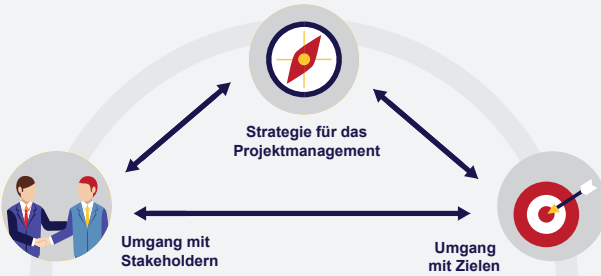 Strategie für das
Projektmanagement
Umgang mit
Stakeholdern
Umgang
mit Zielen